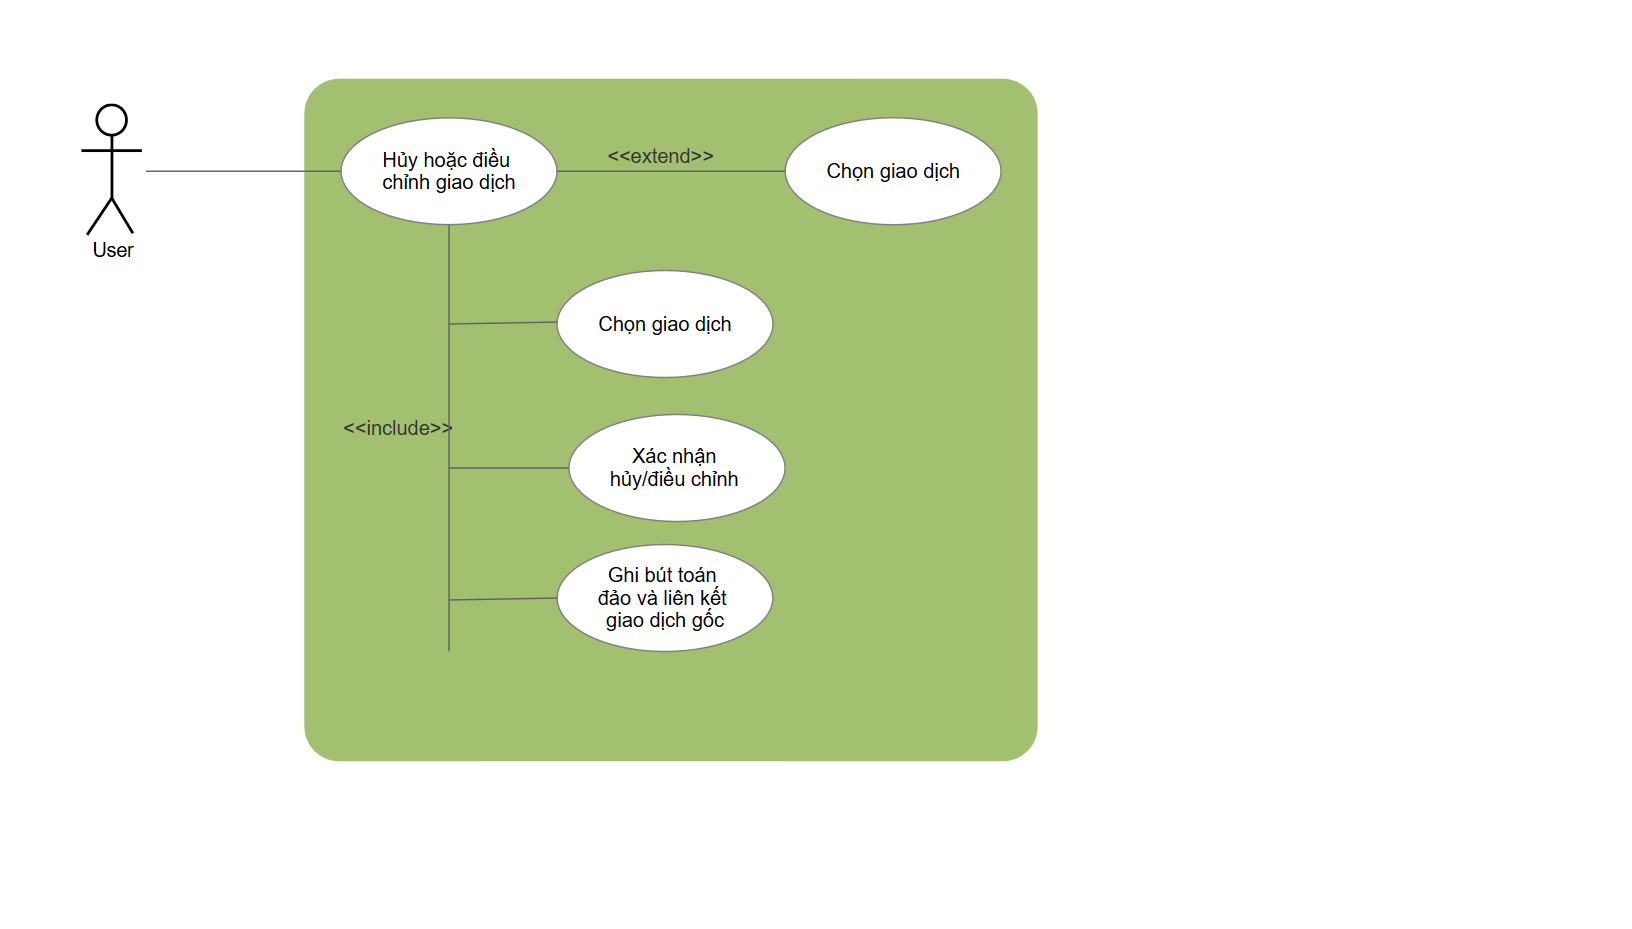 Hủy hoặc điều
chỉnh giao dịch
<<extend>>
Chọn giao dịch
User
Chọn giao dịch
<<include>>
Xác nhận
hủy/điều chỉnh
Ghi bút toán
đảo và liên kết
giao dịch gốc